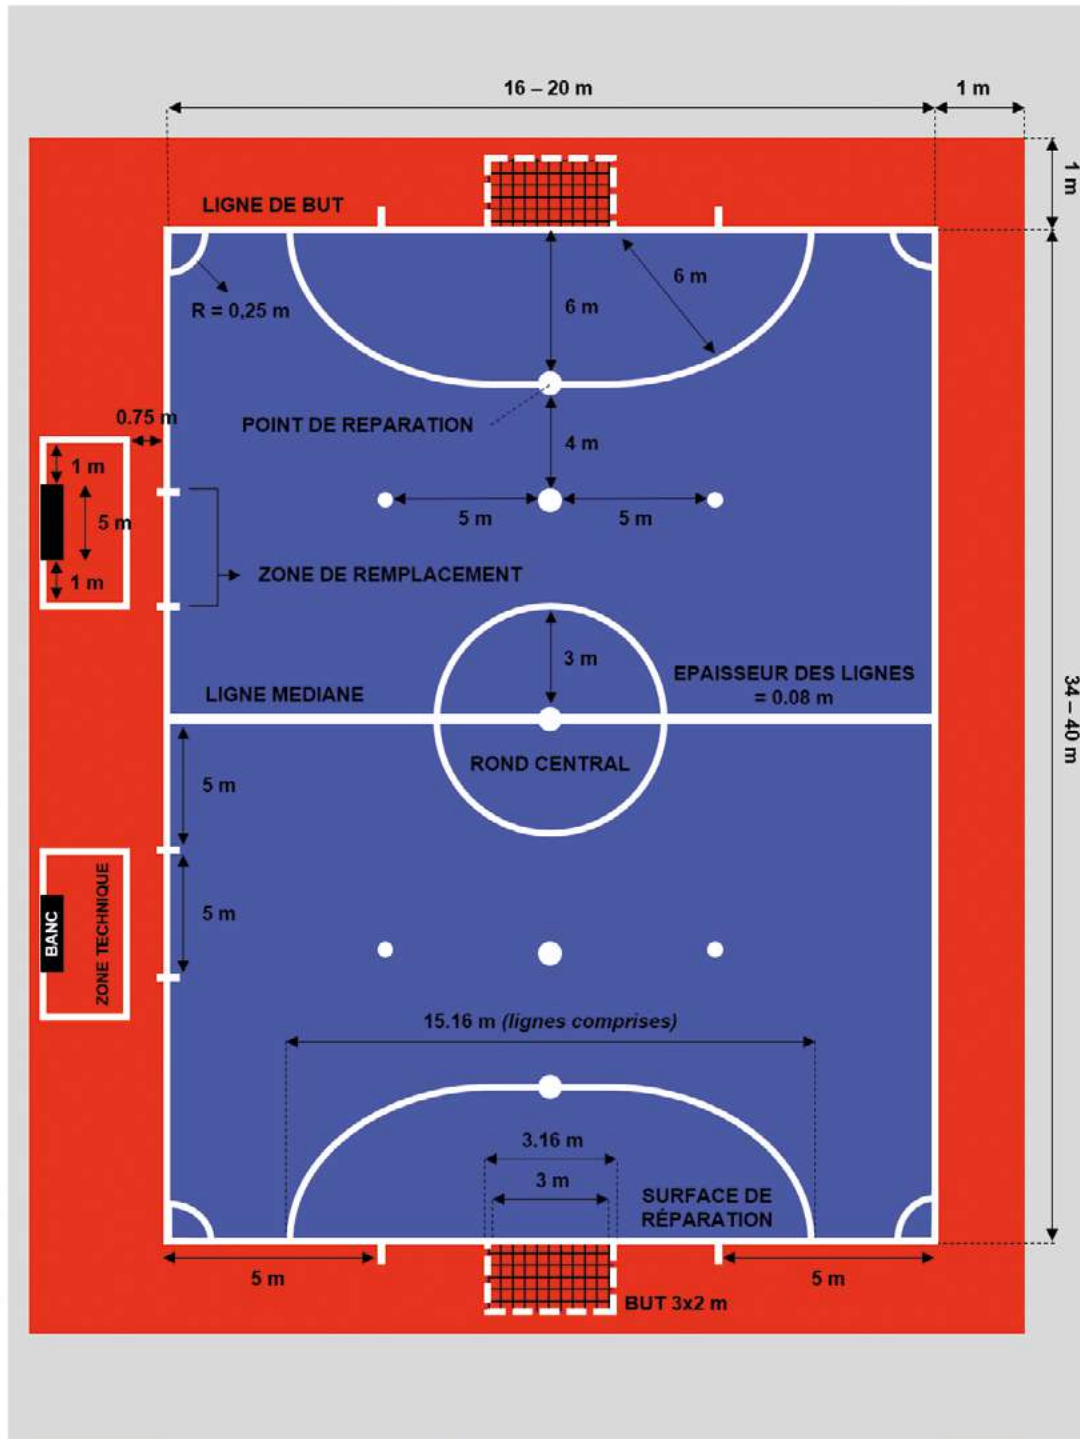 16 – 20 m
1 m
1 m
LIGNE DE BUT
6 m
R = 0,25 m
6 m
0.75 m
POINT DE REPARATION
4 m
1 m
5 m
5 m
5 m
1 m
ZONE DE REMPLACEMENT
3 m
EPAISSEUR DES LIGNES
= 0.08 m
LIGNE MEDIANE
34 – 40 m
ROND CENTRAL
5 m
5 m
BANC
ZONE TECHNIQUE
15.16 m (lignes comprises)
3.16 m
3 m
SURFACE DE
RÉPARATION
5 m
5 m
BUT 3x2 m